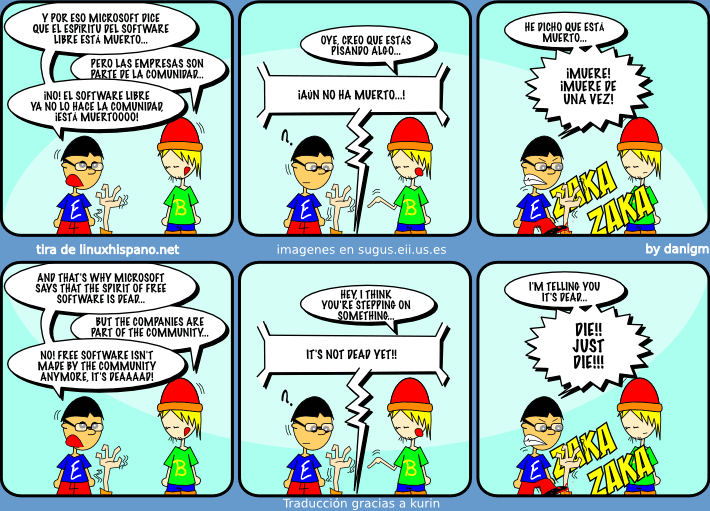 Y POR ESO MICROSOFT DICE
QUE EL ESPÍRITU DEL SOFTWARE
LIBRE ESTÁ MUERTO...
PERO LAS EMPRESAS SON
PARTE DE LA COMUNIDAD...
¡NO! EL SOFTWARE LIBRE
YA NO LO HACE LA COMUNIDAD,
¡ESTÁ MUERTOOOO!
E
B
OYE, CREO QUE ESTÁS
PISANDO ALGO...
¡AÚN NO HA MUERTO...!
?
E
B
HE DICHO QUE ESTÁ
MUERTO...
¡MUERE!
¡MUERE DE
UNA VEZ!
ZAKA
ZAKA
E
B
tira de linuxhispano.net
imagenes en sugus.eii.us.es
by danigm
AND THAT'S WHY MICROSOFT
SAYS THAT THE SPIRIT OF FREE
SOFTWARE IS DEAD...
BUT THE COMPANIES ARE
PART OF THE COMMUNITY...
NO! FREE SOFTWARE ISN'T
MADE BY THE COMMUNITY
ANYMORE, IT'S DEAAAAD!
E
B
HEY, I THINK
YOU'RE STEPPING ON
SOMETHING...
IT'S NOT DEAD YET!!
?
E
B
I'M TELLING YOU
IT'S DEAD...
DIE!!
JUST
DIE!!!
ZAKA
ZAKA
E
B
Traducción gracias a kurin